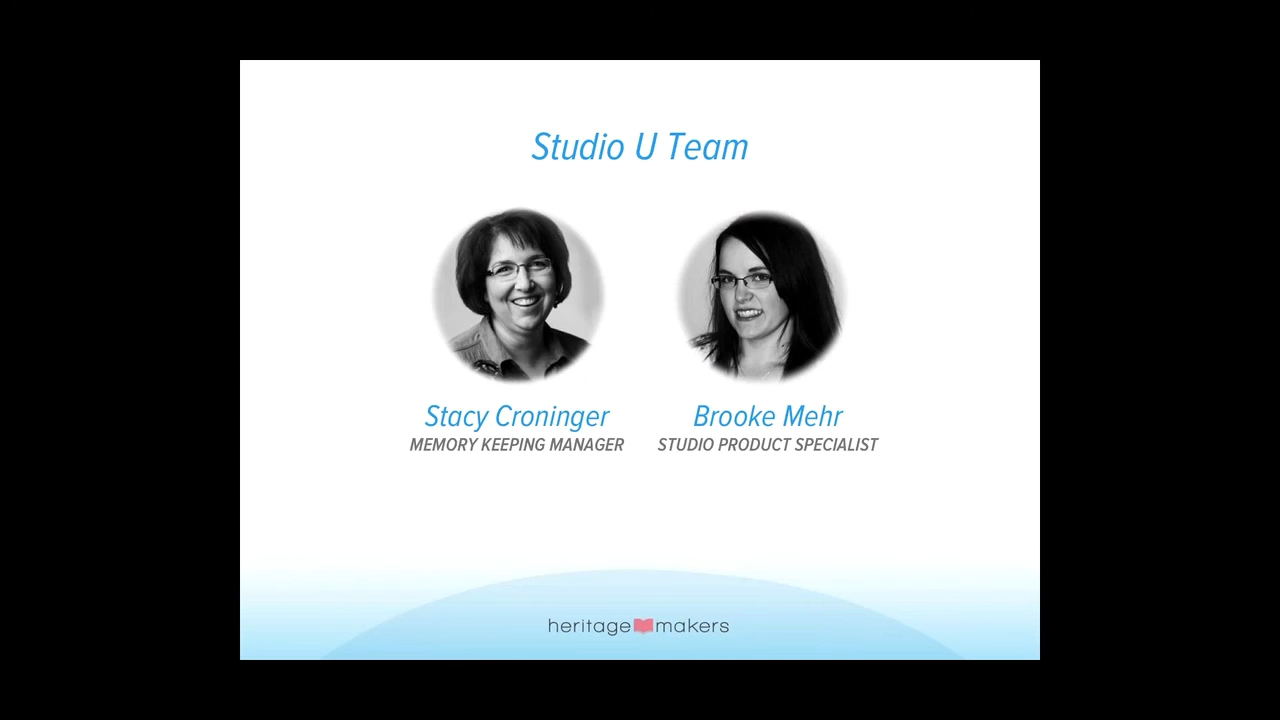 Studio U Team
Stacy Croninger
MEMORY KEEPING MANAGER
Brooke Mehr
STUDIO PRODUCT SPECIALIST
heritage makers